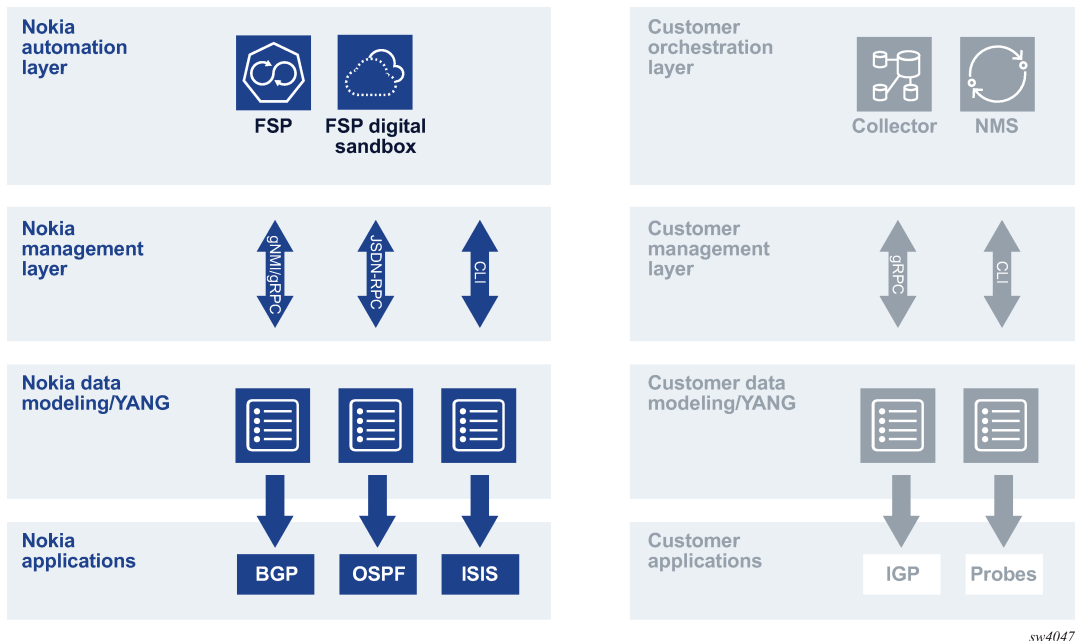 Nokia
automation
layer
FSP
FSP digital
sandbox
Customer
orchestration
layer
Collector
NMS
Nokia
management
layer
gNMI/gRPC
JSDN-RPC
CLI
Customer
management
layer
gRPC
CLI
Nokia data
modeling/YANG
Customer data
modeling/YANG
Nokia
applications
BGP
OSPF
ISIS
Customer
applications
IGP
Probes
sw4047